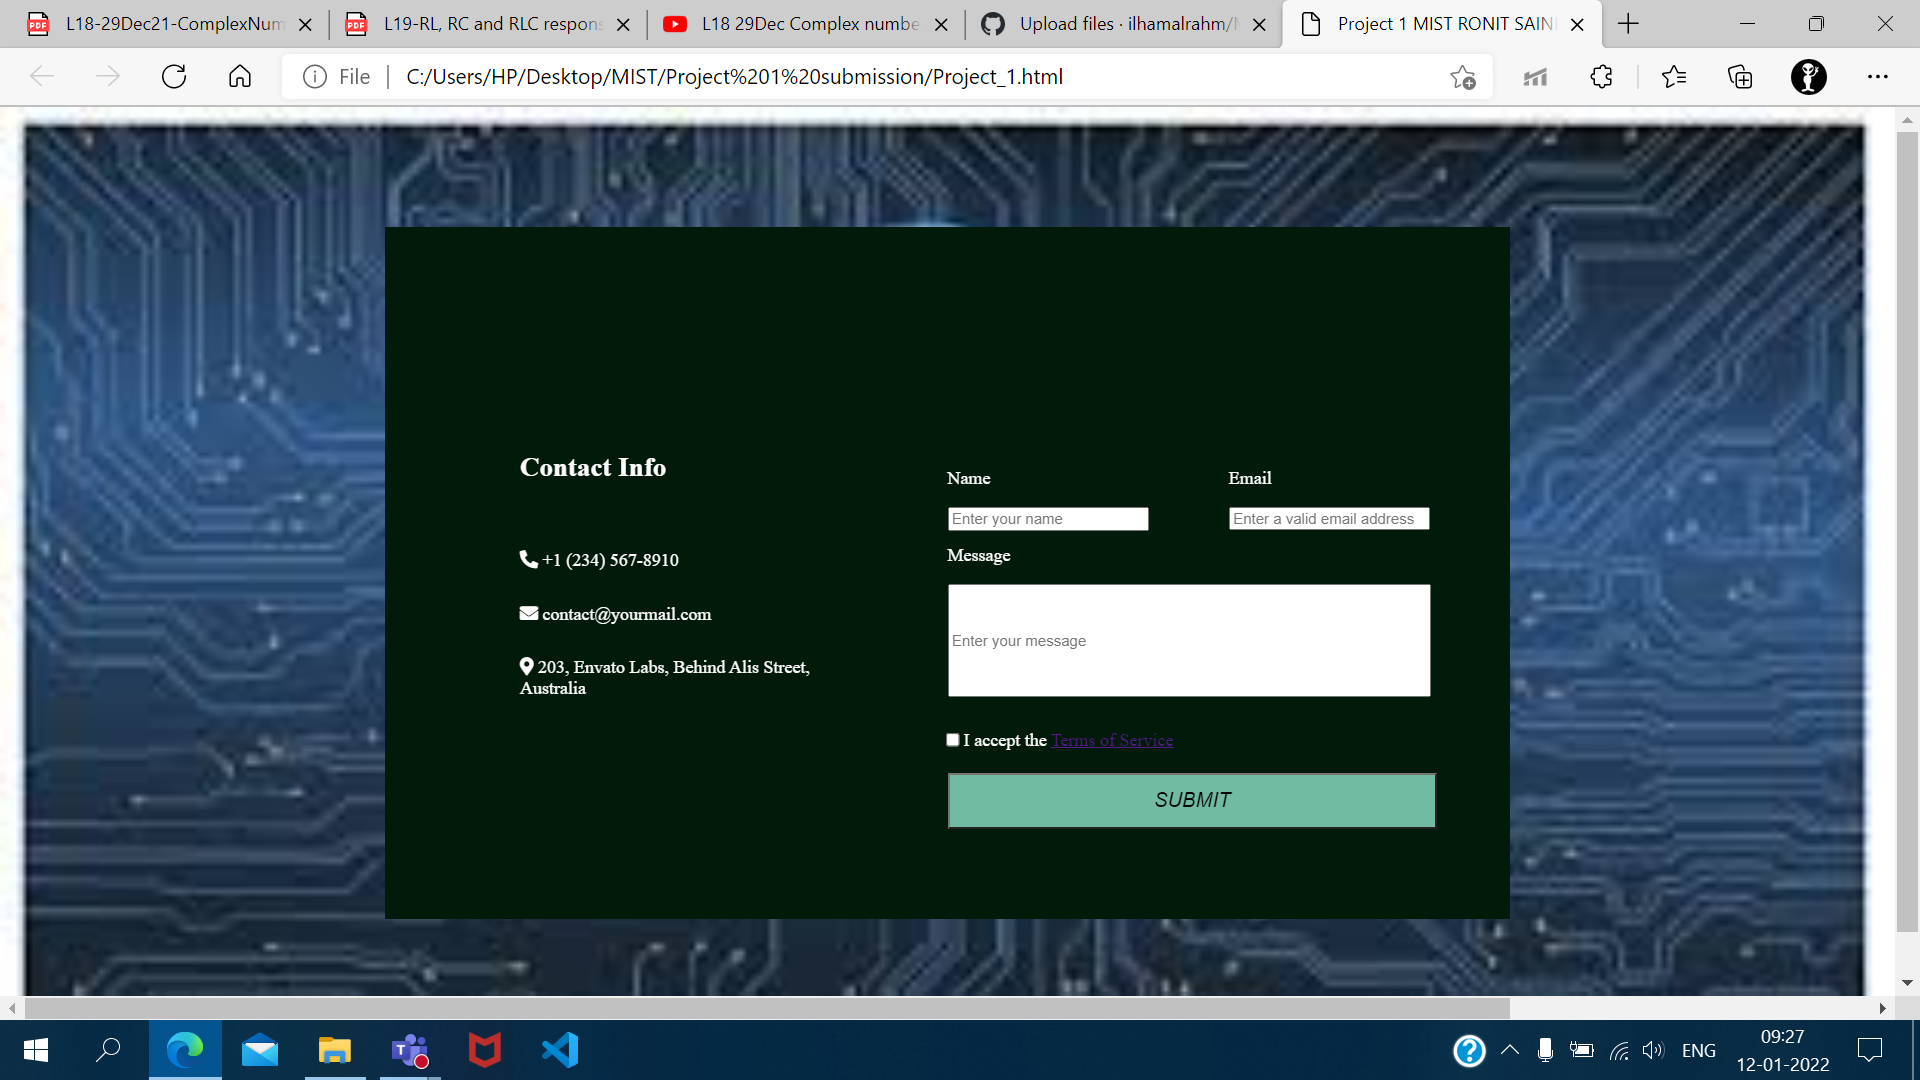 L18-29Dec21-ComplexNum
L19-RL, RC and RLC respons
L18 29Dec Complex numbe
Upload files · ilhamalrahm/
Project 1 MIST RONIT SAIN
File
C:/Users/HP/Desktop/MIST/Project%201%20submission/Project_1.html
Contact Info
+1 (234) 567-8910
contact@yourmail.com
203, Envato Labs, Behind Alis Street,
Australia
Name
Email
Enter your name
Enter a valid email address
Message
Enter your message
I accept the Terms of Service
SUBMIT
ENG
09:27
12-01-2022